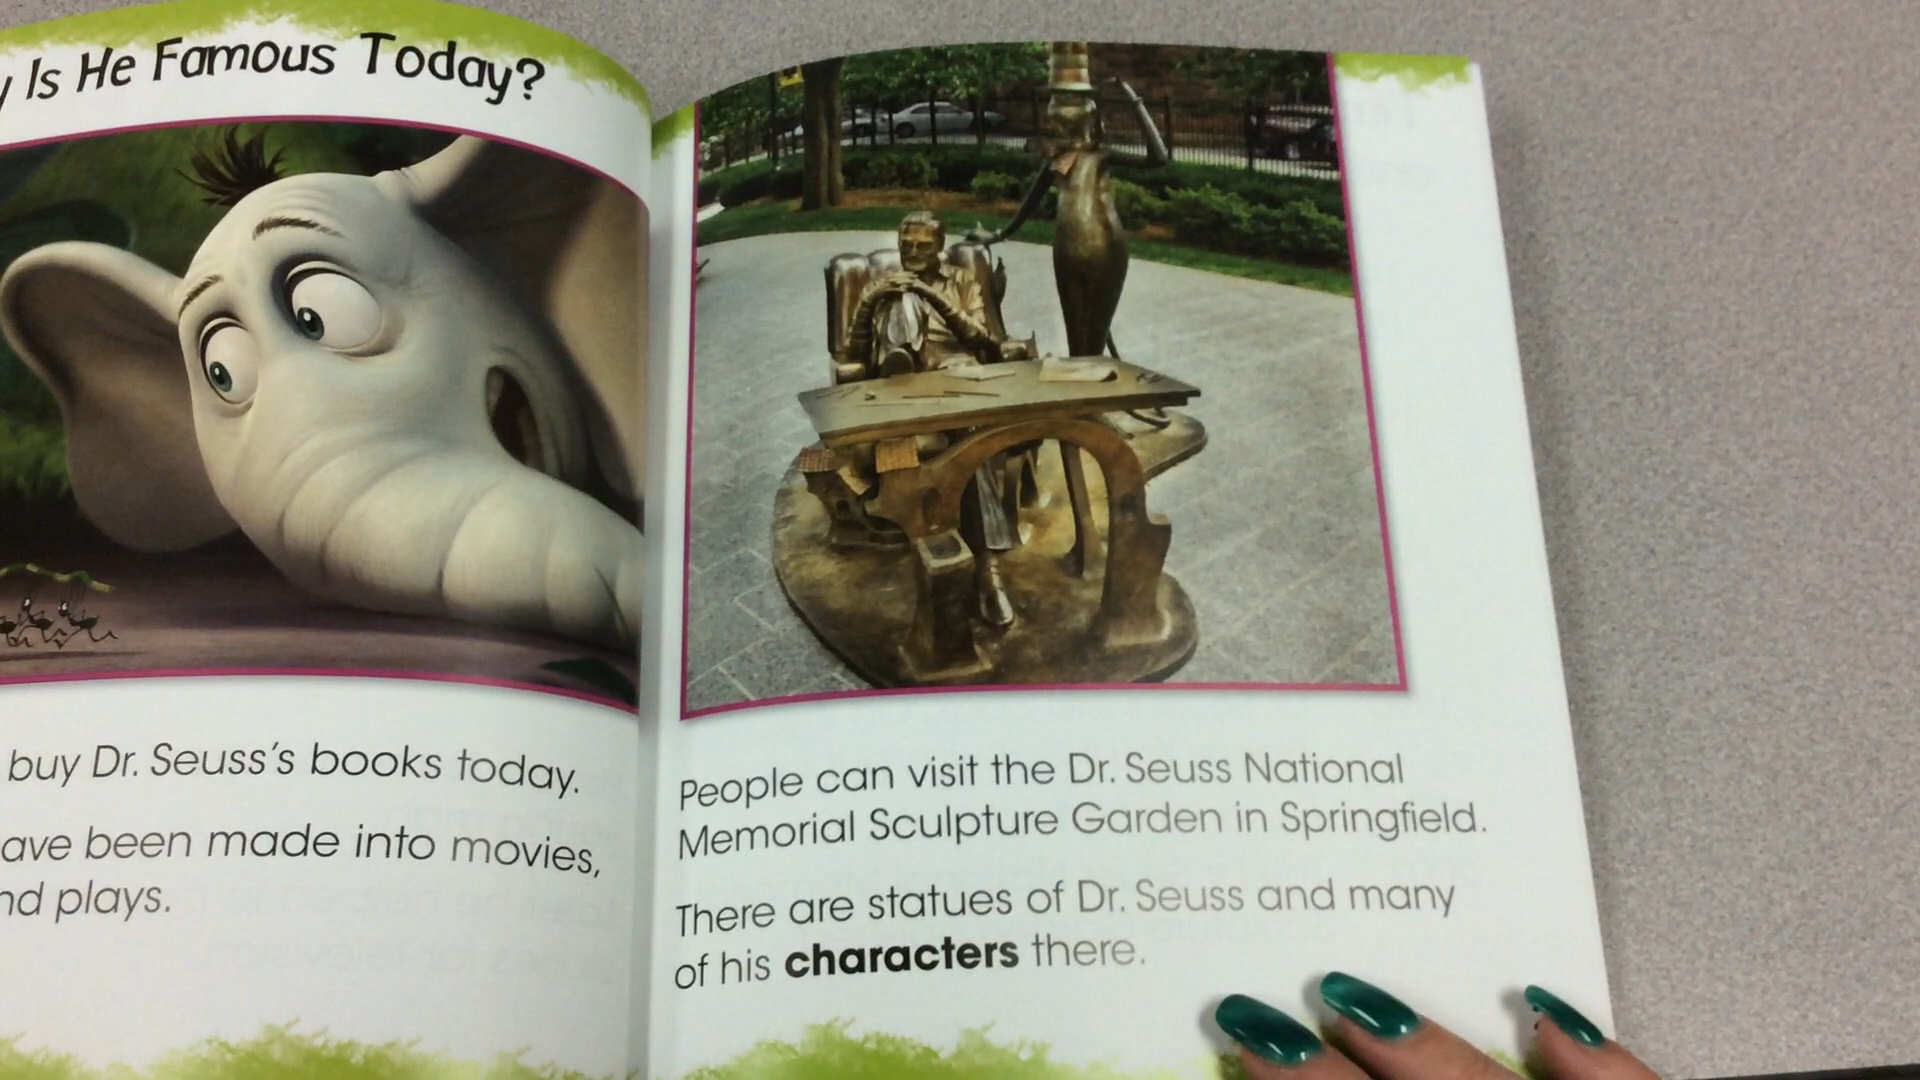 Is He Famous Today?
buy Dr. Seuss's books today.
been made into movies,
plays.
People can visit the Dr. Seuss National
Memorial Sculpture Garden in Springfield.
There are statues of Dr. Seuss and many
of his characters there.